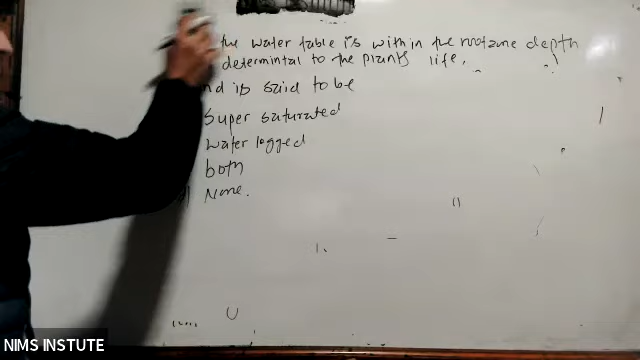 the water table is within the rootzone depth
determintal to the plants life,
nd is said to be
Super saturated
Water logged
both
None.
NIMS INSTUTE